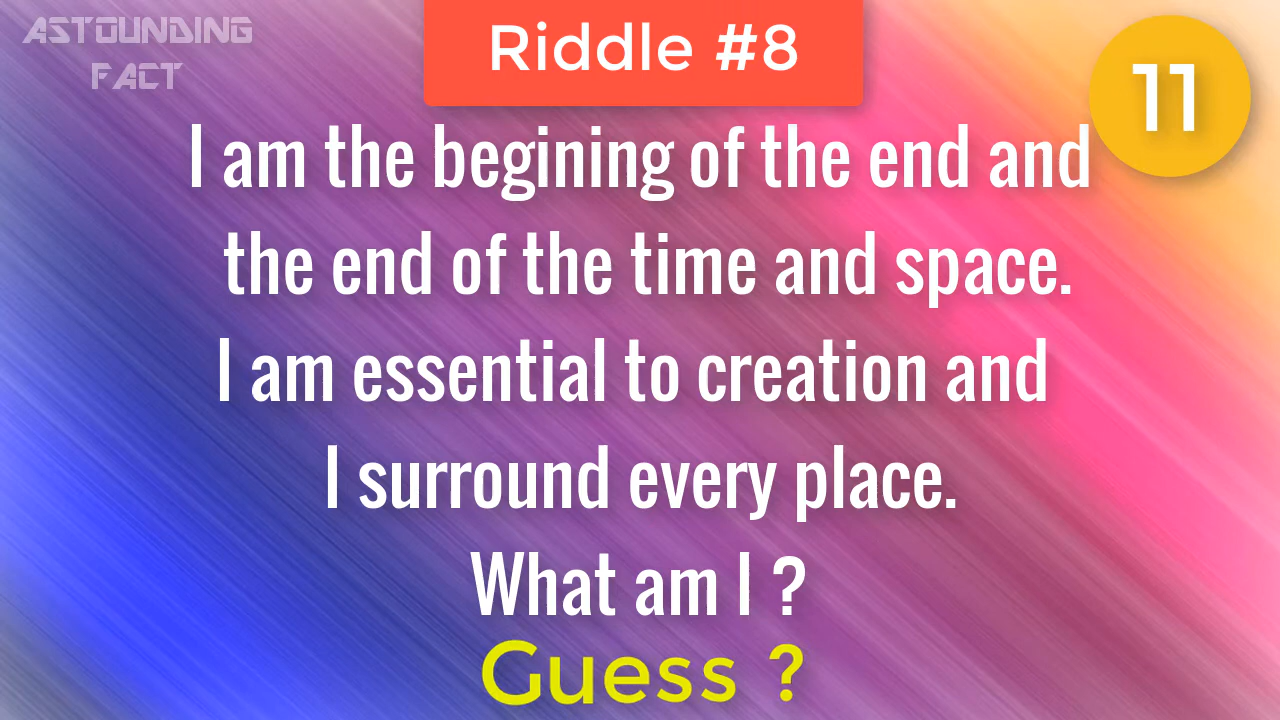 ASTOUNDING
FACT
Riddle #8
11
I am the begining of the end and
the end of the time and space.
I am essential to creation and
I surround every place.
What am I ?
Guess ?